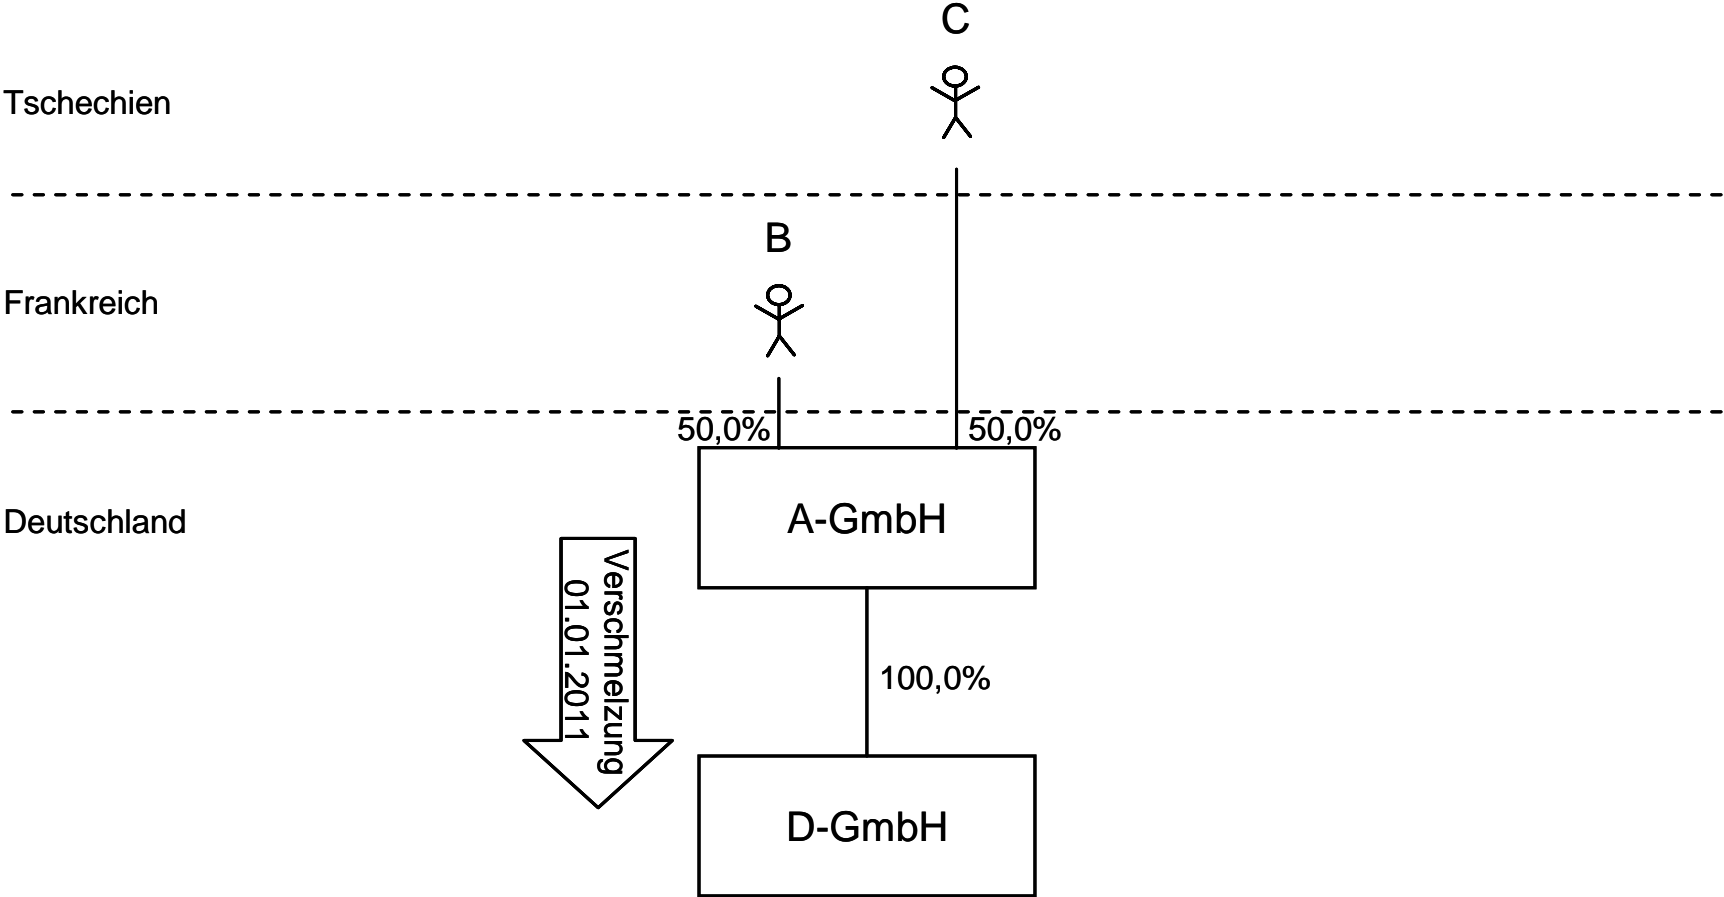 C
Tschechien
B
Frankreich
50,0%
50,0%
A-GmbH
Deutschland
Verschmelzung
01.01.2011
100,0%
D-GmbH